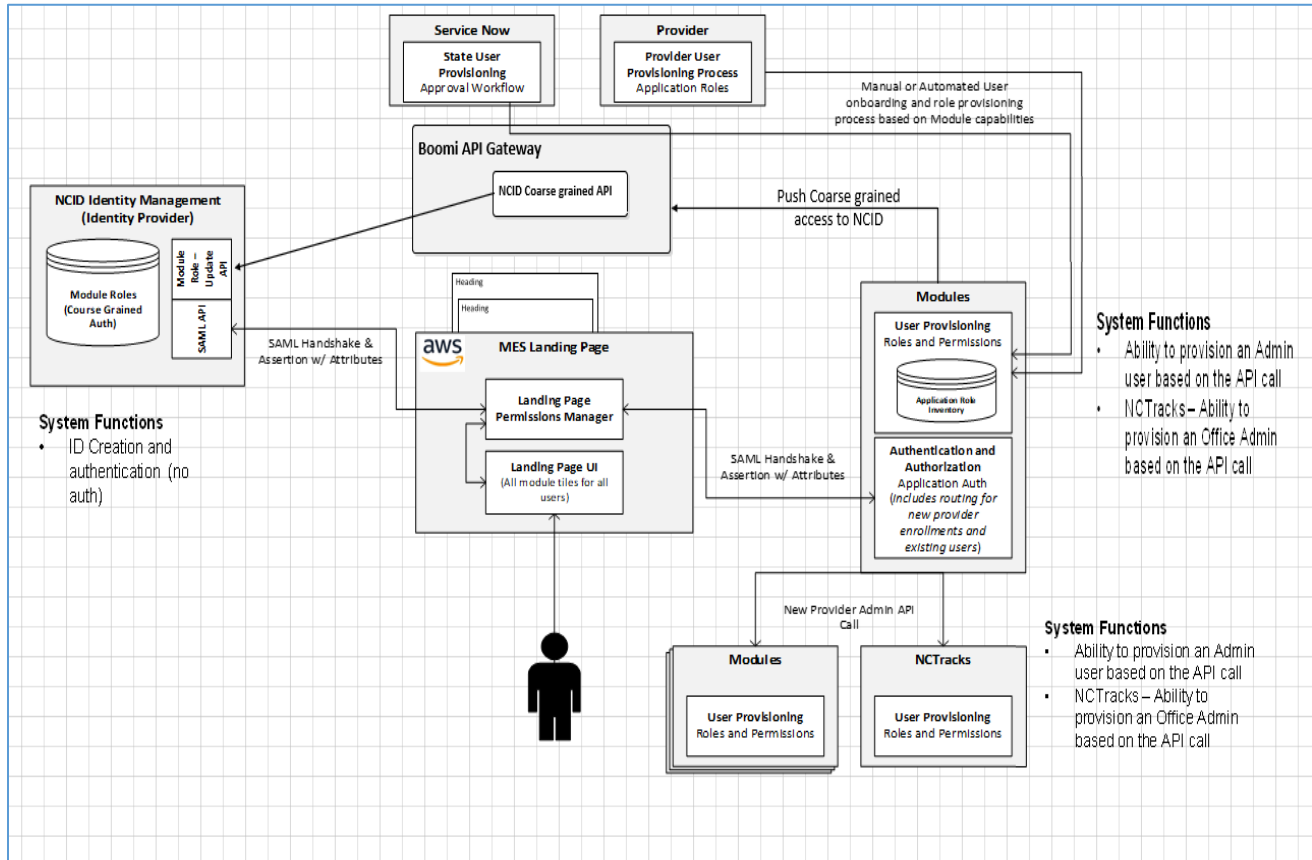 Service Now
State User
Provisioning
Approval Workflow
Provider
Provider User
Provisioning Process
Application Roles
Manual or Automated User
onboarding and role provisioning
process based on Module capabilities
Boomi API Gateway
NCID Coarse grained API
Push Coarse grained
access to NCID
NCID Identity Management
(Identity Provider)
Module Roles
(Course Grained
Auth)
Module
Role –
Update
API
SAML API
SAML Handshake &
Assertion w/ Attributes
System Functions
• ID Creation and
authentication (no
auth)
Heading
Heading
aws
MES Landing Page
Landing Page
Permissions Manager
Landing Page UI
(All module tiles for all
users)
SAML Handshake &
Assertion w/ Attributes
Modules
User Provisioning
Roles and Permissions
Application Role
Inventory
Authentication and
Authorization
Application Auth
(Includes routing for
new provider
enrollments and
existing users)
System Functions
• Ability to provision an Admin
user based on the API call
• NCTracks – Ability to
provision an Office Admin
based on the API call
New Provider Admin API
Call
Modules
User Provisioning
Roles and Permissions
NCTracks
User Provisioning
Roles and Permissions
System Functions
• Ability to provision an Admin
user based on the API call
• NCTracks – Ability to
provision an Office Admin
based on the API call